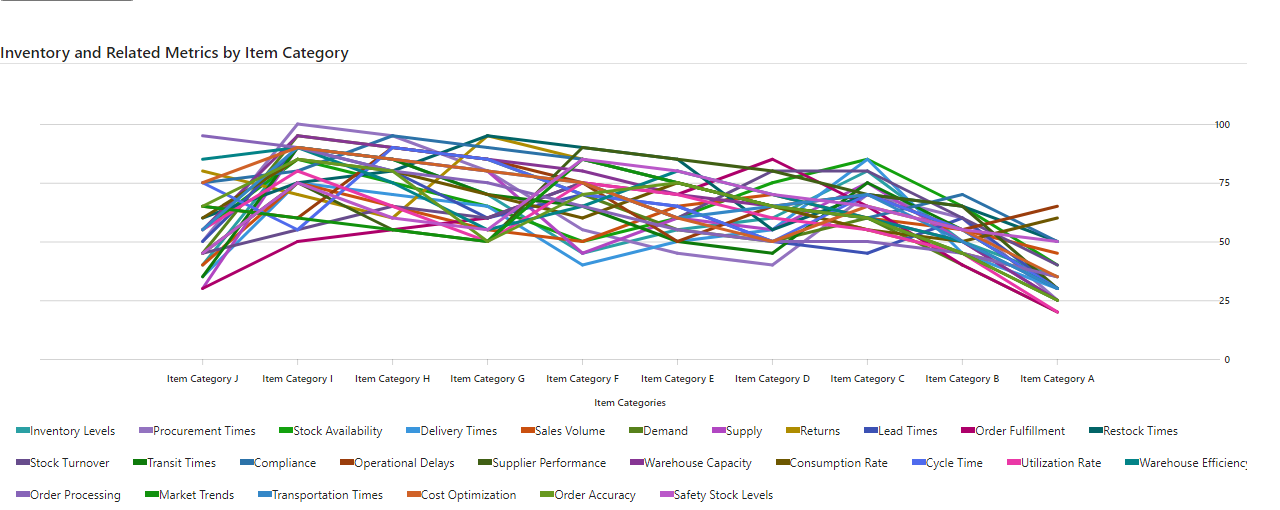 Inventory and Related Metrics by Item Category
100
75
50
25
0
Item Category J Item Category I Item Category H Item Category G Item Category F Item Category E Item Category D Item Category C Item Category B Item Category A
Item Categories
Inventory Levels Procurement Times Stock Availability Delivery Times Sales Volume Demand Supply Returns Lead Times Order Fulfillment Restock Times
Stock Turnover Transit Times Compliance Operational Delays Supplier Performance Warehouse Capacity Consumption Rate Cycle Time Utilization Rate Warehouse Efficienc
Order Processing Market Trends Transportation Times Cost Optimization Order Accuracy Safety Stock Levels